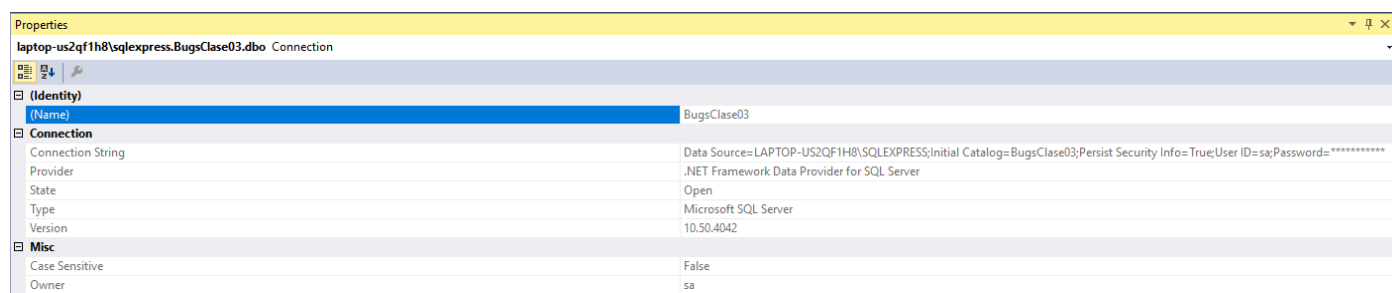 Properties
laptop-us2qf1h8\sqlexpress.BugsClase03.dbo Connection
(Identity)
(Name) BugsClase03
Connection
Connection String Data Source=LAPTOP-US2QF1H8\SQLEXPRESS;Initial Catalog=BugsClase03;Persist Security Info=True;User ID=sa;Password=***********
Provider .NET Framework Data Provider for SQL Server
State Open
Type Microsoft SQL Server
Version 10.50.4042
Misc
Case Sensitive False
Owner sa